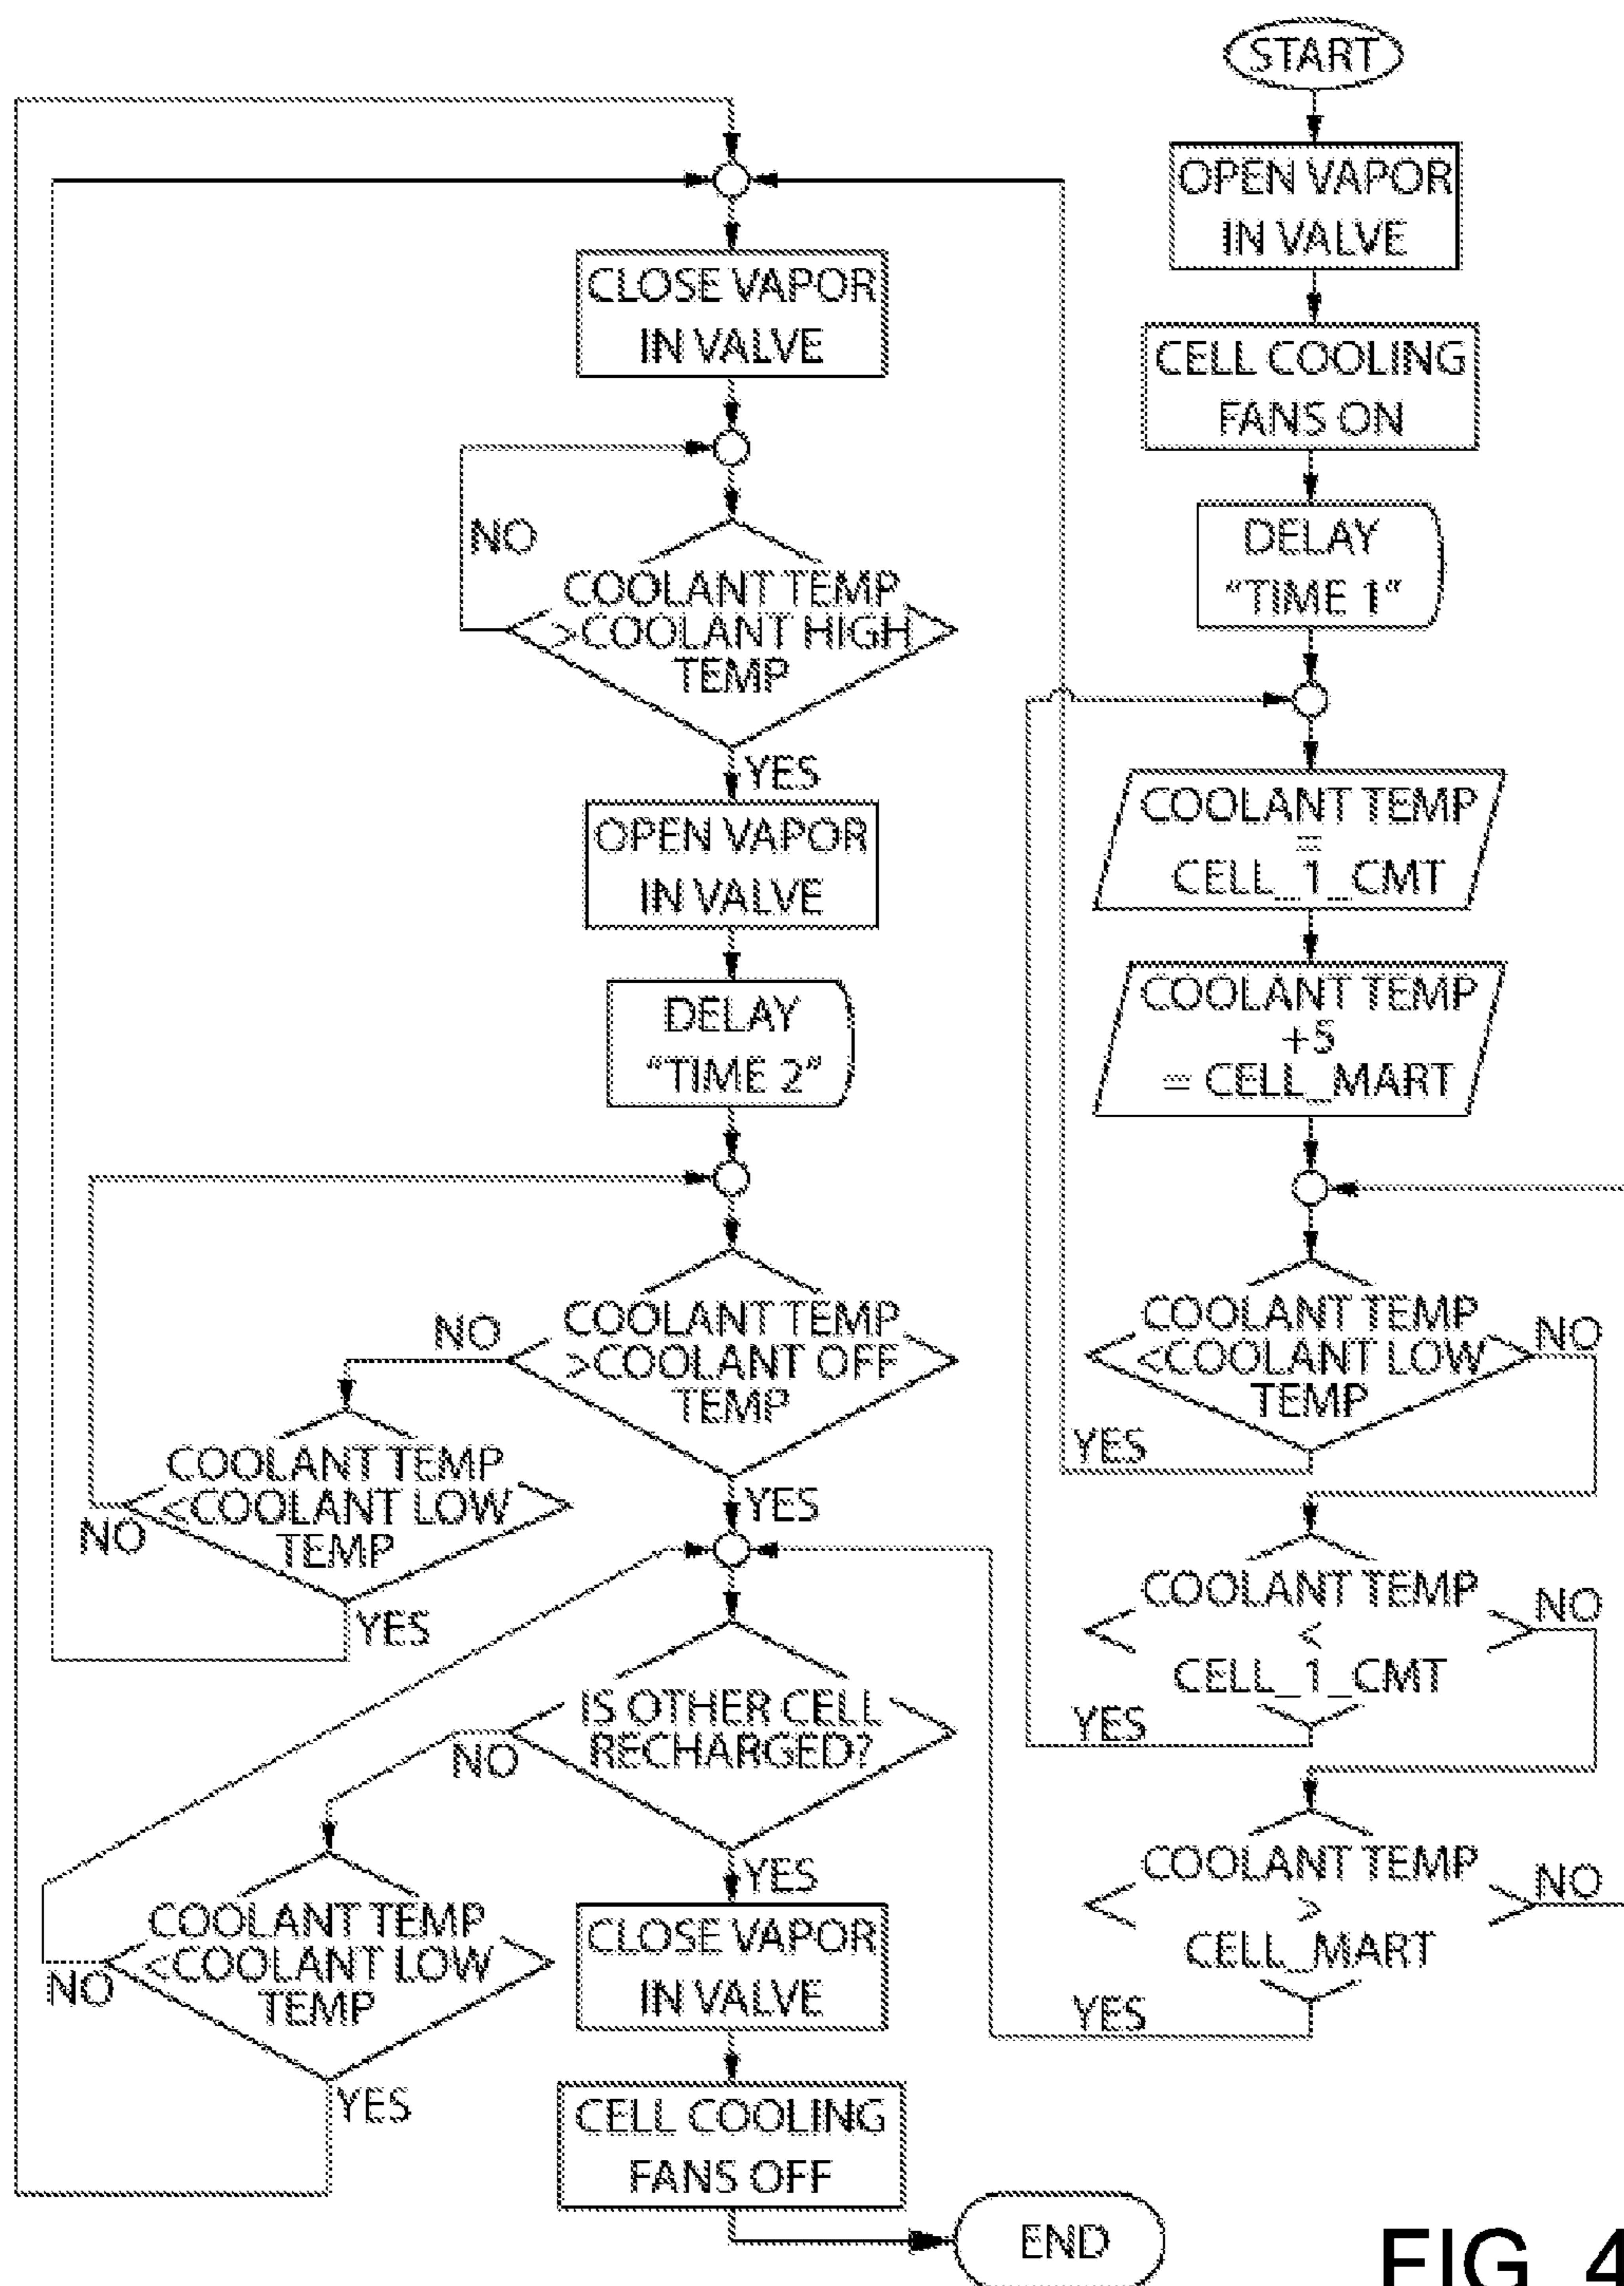 START
OPEN VAPOR
IN VALVE
CELL COOLING
FANS ON
DELAY
"TIME 1"
COOLANT TEMP
=
CELL_1_CMT
COOLANT TEMP
+5
= CELL_MART
COOLANT TEMP
<COOLANT LOW
TEMP
NO
YES
COOLANT TEMP
<
CELL_1_CMT
NO
YES
COOLANT TEMP
>
CELL_MART
NO
YES
CLOSE VAPOR
IN VALVE
NO
COOLANT TEMP
>COOLANT HIGH
TEMP
YES
OPEN VAPOR
IN VALVE
DELAY
"TIME 2"
COOLANT TEMP
>COOLANT OFF
TEMP
NO
YES
COOLANT TEMP
<COOLANT LOW
TEMP
NO
YES
IS OTHER CELL
RECHARGED?
NO
YES
COOLANT TEMP
<COOLANT LOW
TEMP
NO
YES
CLOSE VAPOR
IN VALVE
CELL COOLING
FANS OFF
END
FIG. 4